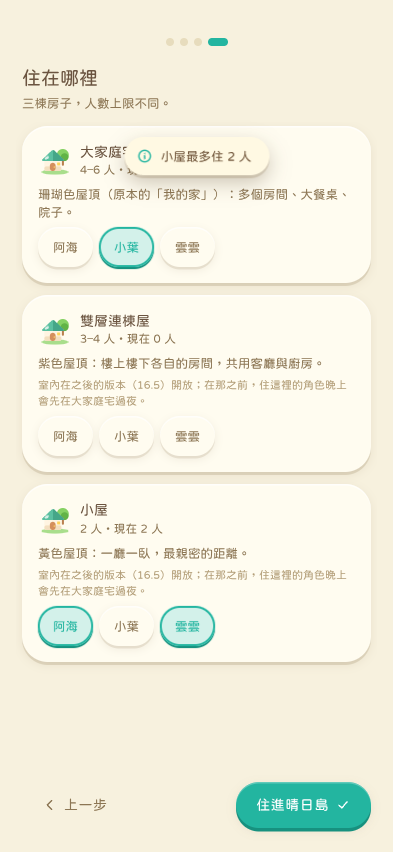 住在哪裡
三棟房子，人數上限不同。
大家庭
4–6 人・現
小屋最多住 2 人
珊瑚色屋頂（原本的「我的家」）：多個房間、大餐桌、
院子。
阿海 小葉 雲雲
雙層連棟屋
3–4 人・現在 0 人
紫色屋頂：樓上樓下各自的房間，共用客廳與廚房。
室內在之後的版本（16.5）開放；在那之前，住這裡的角色晚上
會先在大家庭宅過夜。
阿海 小葉 雲雲
小屋
2 人・現在 2 人
黃色屋頂：一廳一臥，最親密的距離。
室內在之後的版本（16.5）開放；在那之前，住這裡的角色晚上
會先在大家庭宅過夜。
阿海 小葉 雲雲
上一步 住進晴日島